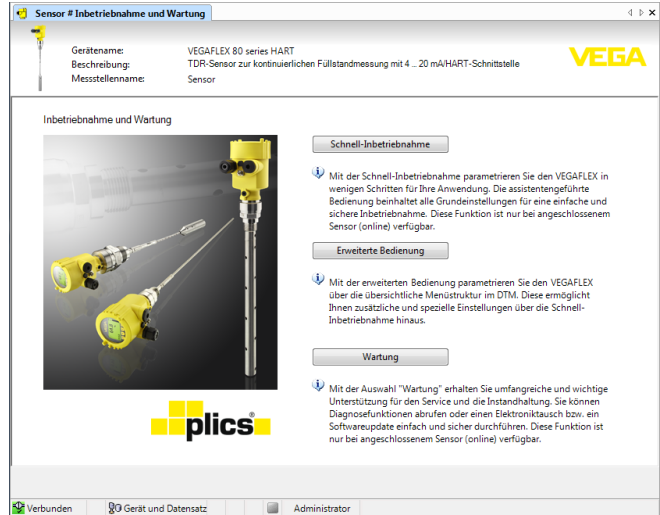 Sensor # Inbetriebnahme und Wartung
Gerätename: VEGAFLEX 80 series HART
Beschreibung: TDR-Sensor zur kontinuierlichen Füllstandmessung mit 4 .. 20 mA/HART-Schnittstelle
Messstellenname: Sensor
VEGA
Inbetriebnahme und Wartung
Schnell-Inbetriebnahme
Mit der Schnell-Inbetriebnahme parametrieren Sie den VEGAFLEX in
wenigen Schritten für Ihre Anwendung. Die assistentengeführte
Bedienung beinhaltet alle Grundeinstellungen für eine einfache und
sichere Inbetriebnahme. Diese Funktion ist nur bei angeschlossenem
Sensor (online) verfügbar.
Erweiterte Bedienung
Mit der erweiterten Bedienung parametrieren Sie den VEGAFLEX
über die übersichtliche Menüstruktur im DTM. Diese ermöglicht
Ihnen zusätzliche und spezielle Einstellungen über die Schnell-
Inbetriebnahme hinaus.
Wartung
Mit der Auswahl "Wartung" erhalten Sie umfangreiche und wichtige
Unterstützung für den Service und die Instandhaltung. Sie können
Diagnosefunktionen abrufen oder einen Elektroniktausch bzw. ein
Softwareupdate einfach und sicher durchführen. Diese Funktion ist
nur bei angeschlossenem Sensor (online) verfügbar.
plics®
Verbunden
Gerät und Datensatz
Administrator